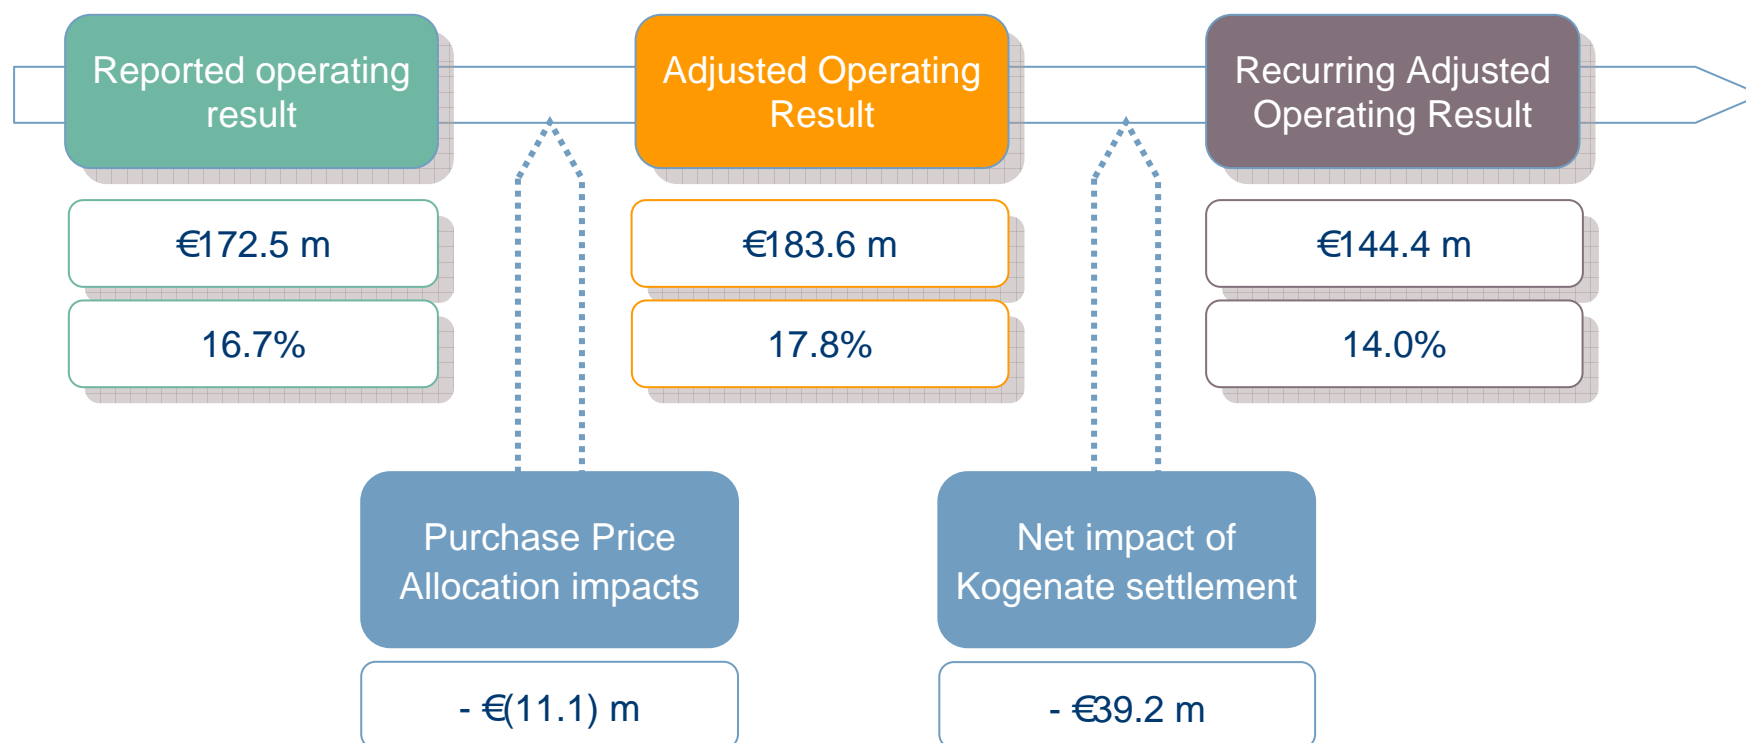 Reported operating
result
Adjusted Operating
Result
Recurring Adjusted
Operating Result
€172.5 m
€183.6 m
€144.4 m
16.7%
17.8%
14.0%
Purchase Price
Allocation impacts
Net impact of
Kogenate settlement
- €(11.1) m
- €39.2 m